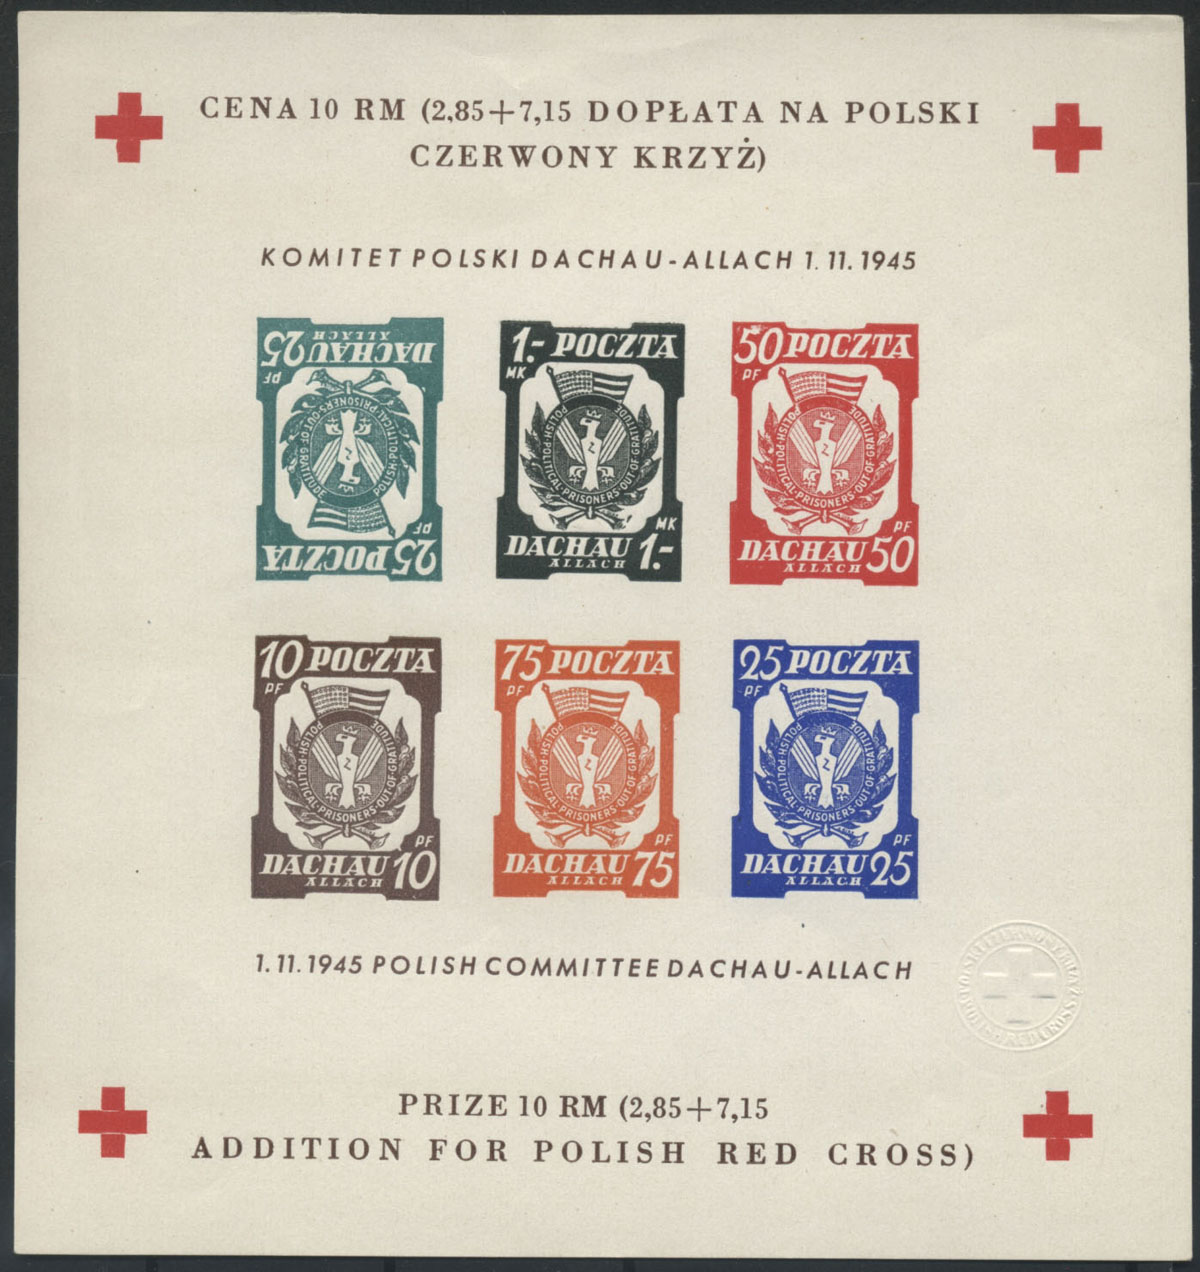 CENA 10 RM (2,85+7,15 DOPŁATA NA POLSKI
CZERWONY KRZYŻ)
KOMITET POLSKI DACHAU-ALLACH 1.11.1945
25 POCZTA
PF
POLISH-POLITICAL-PRISONERS-OUT-OF-GRATITUDE
PF
DACHAU 25
ALLACH
1.- POCZTA
MK
POLISH-POLITICAL-PRISONERS-OUT-OF-GRATITUDE
MK
DACHAU 1.-
ALLACH
50 POCZTA
PF
POLISH-POLITICAL-PRISONERS-OUT-OF-GRATITUDE
PF
DACHAU 50
ALLACH
10 POCZTA
PF
POLISH-POLITICAL-PRISONERS-OUT-OF-GRATITUDE
PF
DACHAU 10
ALLACH
75 POCZTA
PF
POLISH-POLITICAL-PRISONERS-OUT-OF-GRATITUDE
PF
DACHAU 75
ALLACH
25 POCZTA
PF
POLISH-POLITICAL-PRISONERS-OUT-OF-GRATITUDE
PF
DACHAU 25
ALLACH
1.11.1945 POLISH COMMITTEE DACHAU-ALLACH
RED CROSS
PRIZE 10 RM (2,85+7,15
ADDITION FOR POLISH RED CROSS)